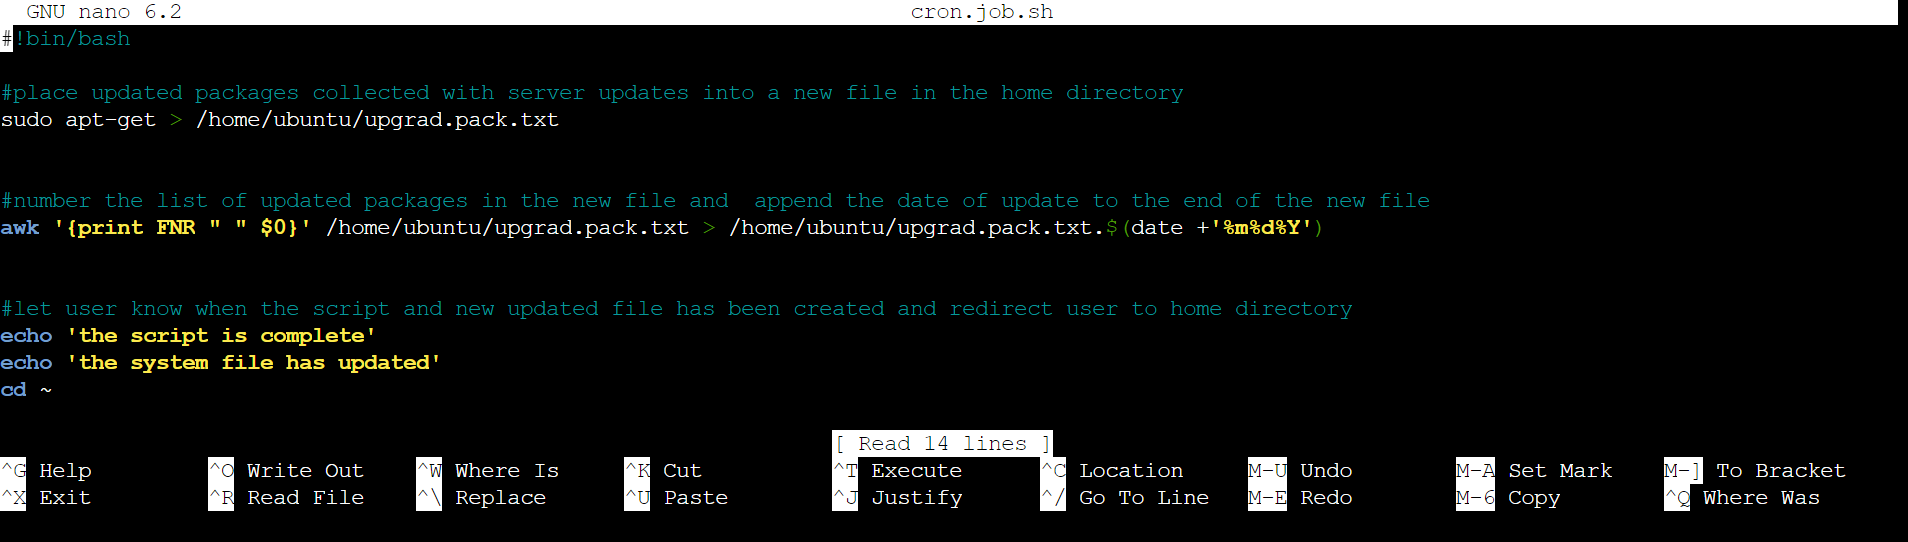 GNU nano 6.2 cron.job.sh
#!bin/bash
#place updated packages collected with server updates into a new file in the home directory
sudo apt-get > /home/ubuntu/upgrad.pack.txt
#number the list of updated packages in the new file and  append the date of update to the end of the new file
awk '{print FNR " " $0}' /home/ubuntu/upgrad.pack.txt > /home/ubuntu/upgrad.pack.txt.$(date +'%m%d%Y')
#let user know when the script and new updated file has been created and redirect user to home directory
echo 'the script is complete'
echo 'the system file has updated'
cd ~
[ Read 14 lines ]
^G Help ^O Write Out ^W Where Is ^K Cut ^T Execute ^C Location M-U Undo M-A Set Mark M-] To Bracket
^X Exit ^R Read File ^\ Replace ^U Paste ^J Justify ^/ Go To Line M-E Redo M-6 Copy ^Q Where Was